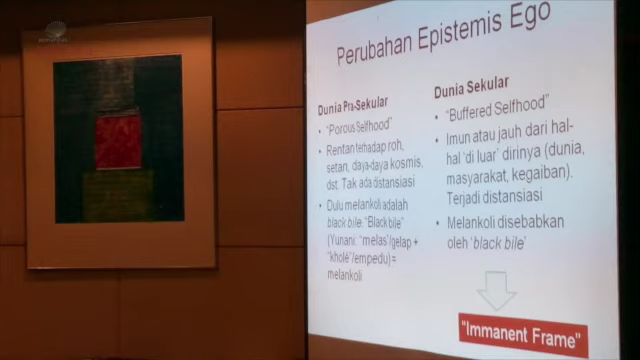 Perubahan Epistemis Ego
Dunia Pra-Sekular
• "Porous Selfhood"
• Rentan terhadap roh,
setan, daya-daya kosmis,
dst. Tak ada distansiasi
• Dulu melankoli adalah
black bile. "Black bile"
(Yunani: "melas"/gelap +
"kholé"/empedu) =
melankoli
Dunia Sekular
• "Buffered Selfhood"
• Imun atau jauh dari hal-
hal 'di luar' dirinya (dunia,
masyarakat, kegaiban).
Terjadi distansiasi
• Melankoli disebabkan
oleh 'black bile'
"Immanent Frame"